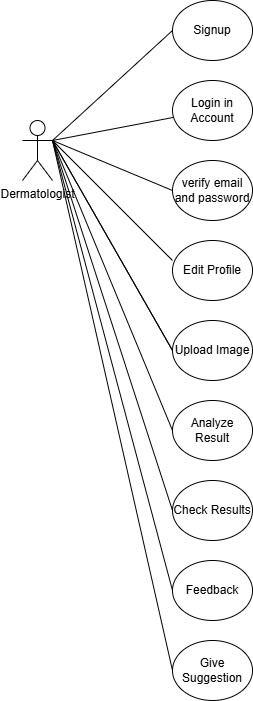 Signup
Login in
Account
Dermatologist
verify email
and password
Edit Profile
Upload Image
Analyze
Result
Check Results
Feedback
Give
Suggestion